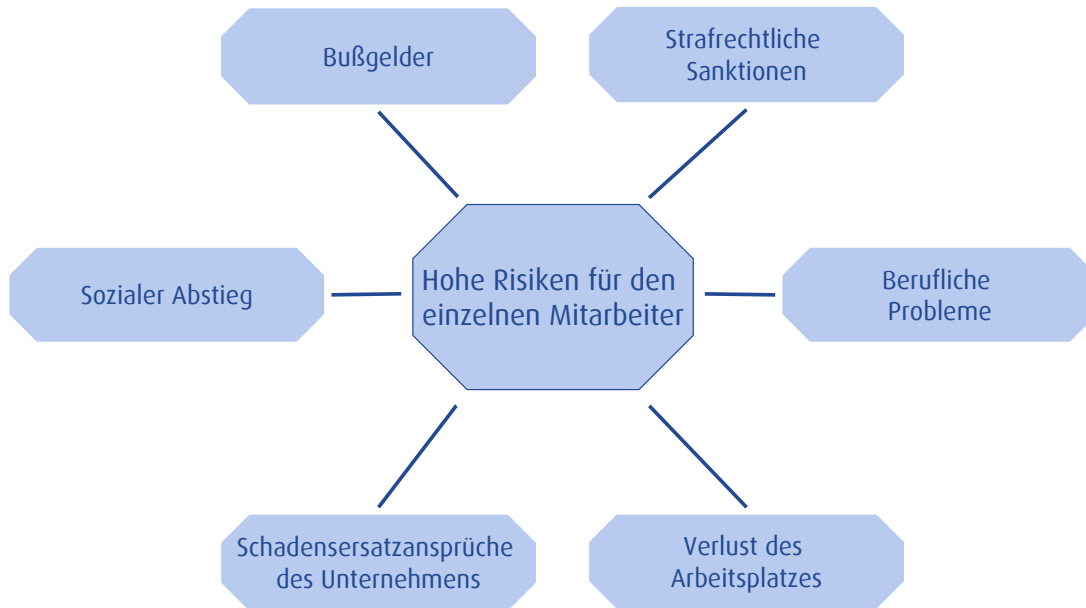 Bußgelder
Strafrechtliche
Sanktionen
Sozialer Abstieg
Hohe Risiken für den
einzelnen Mitarbeiter
Berufliche
Probleme
Schadensersatzansprüche
des Unternehmens
Verlust des
Arbeitsplatzes